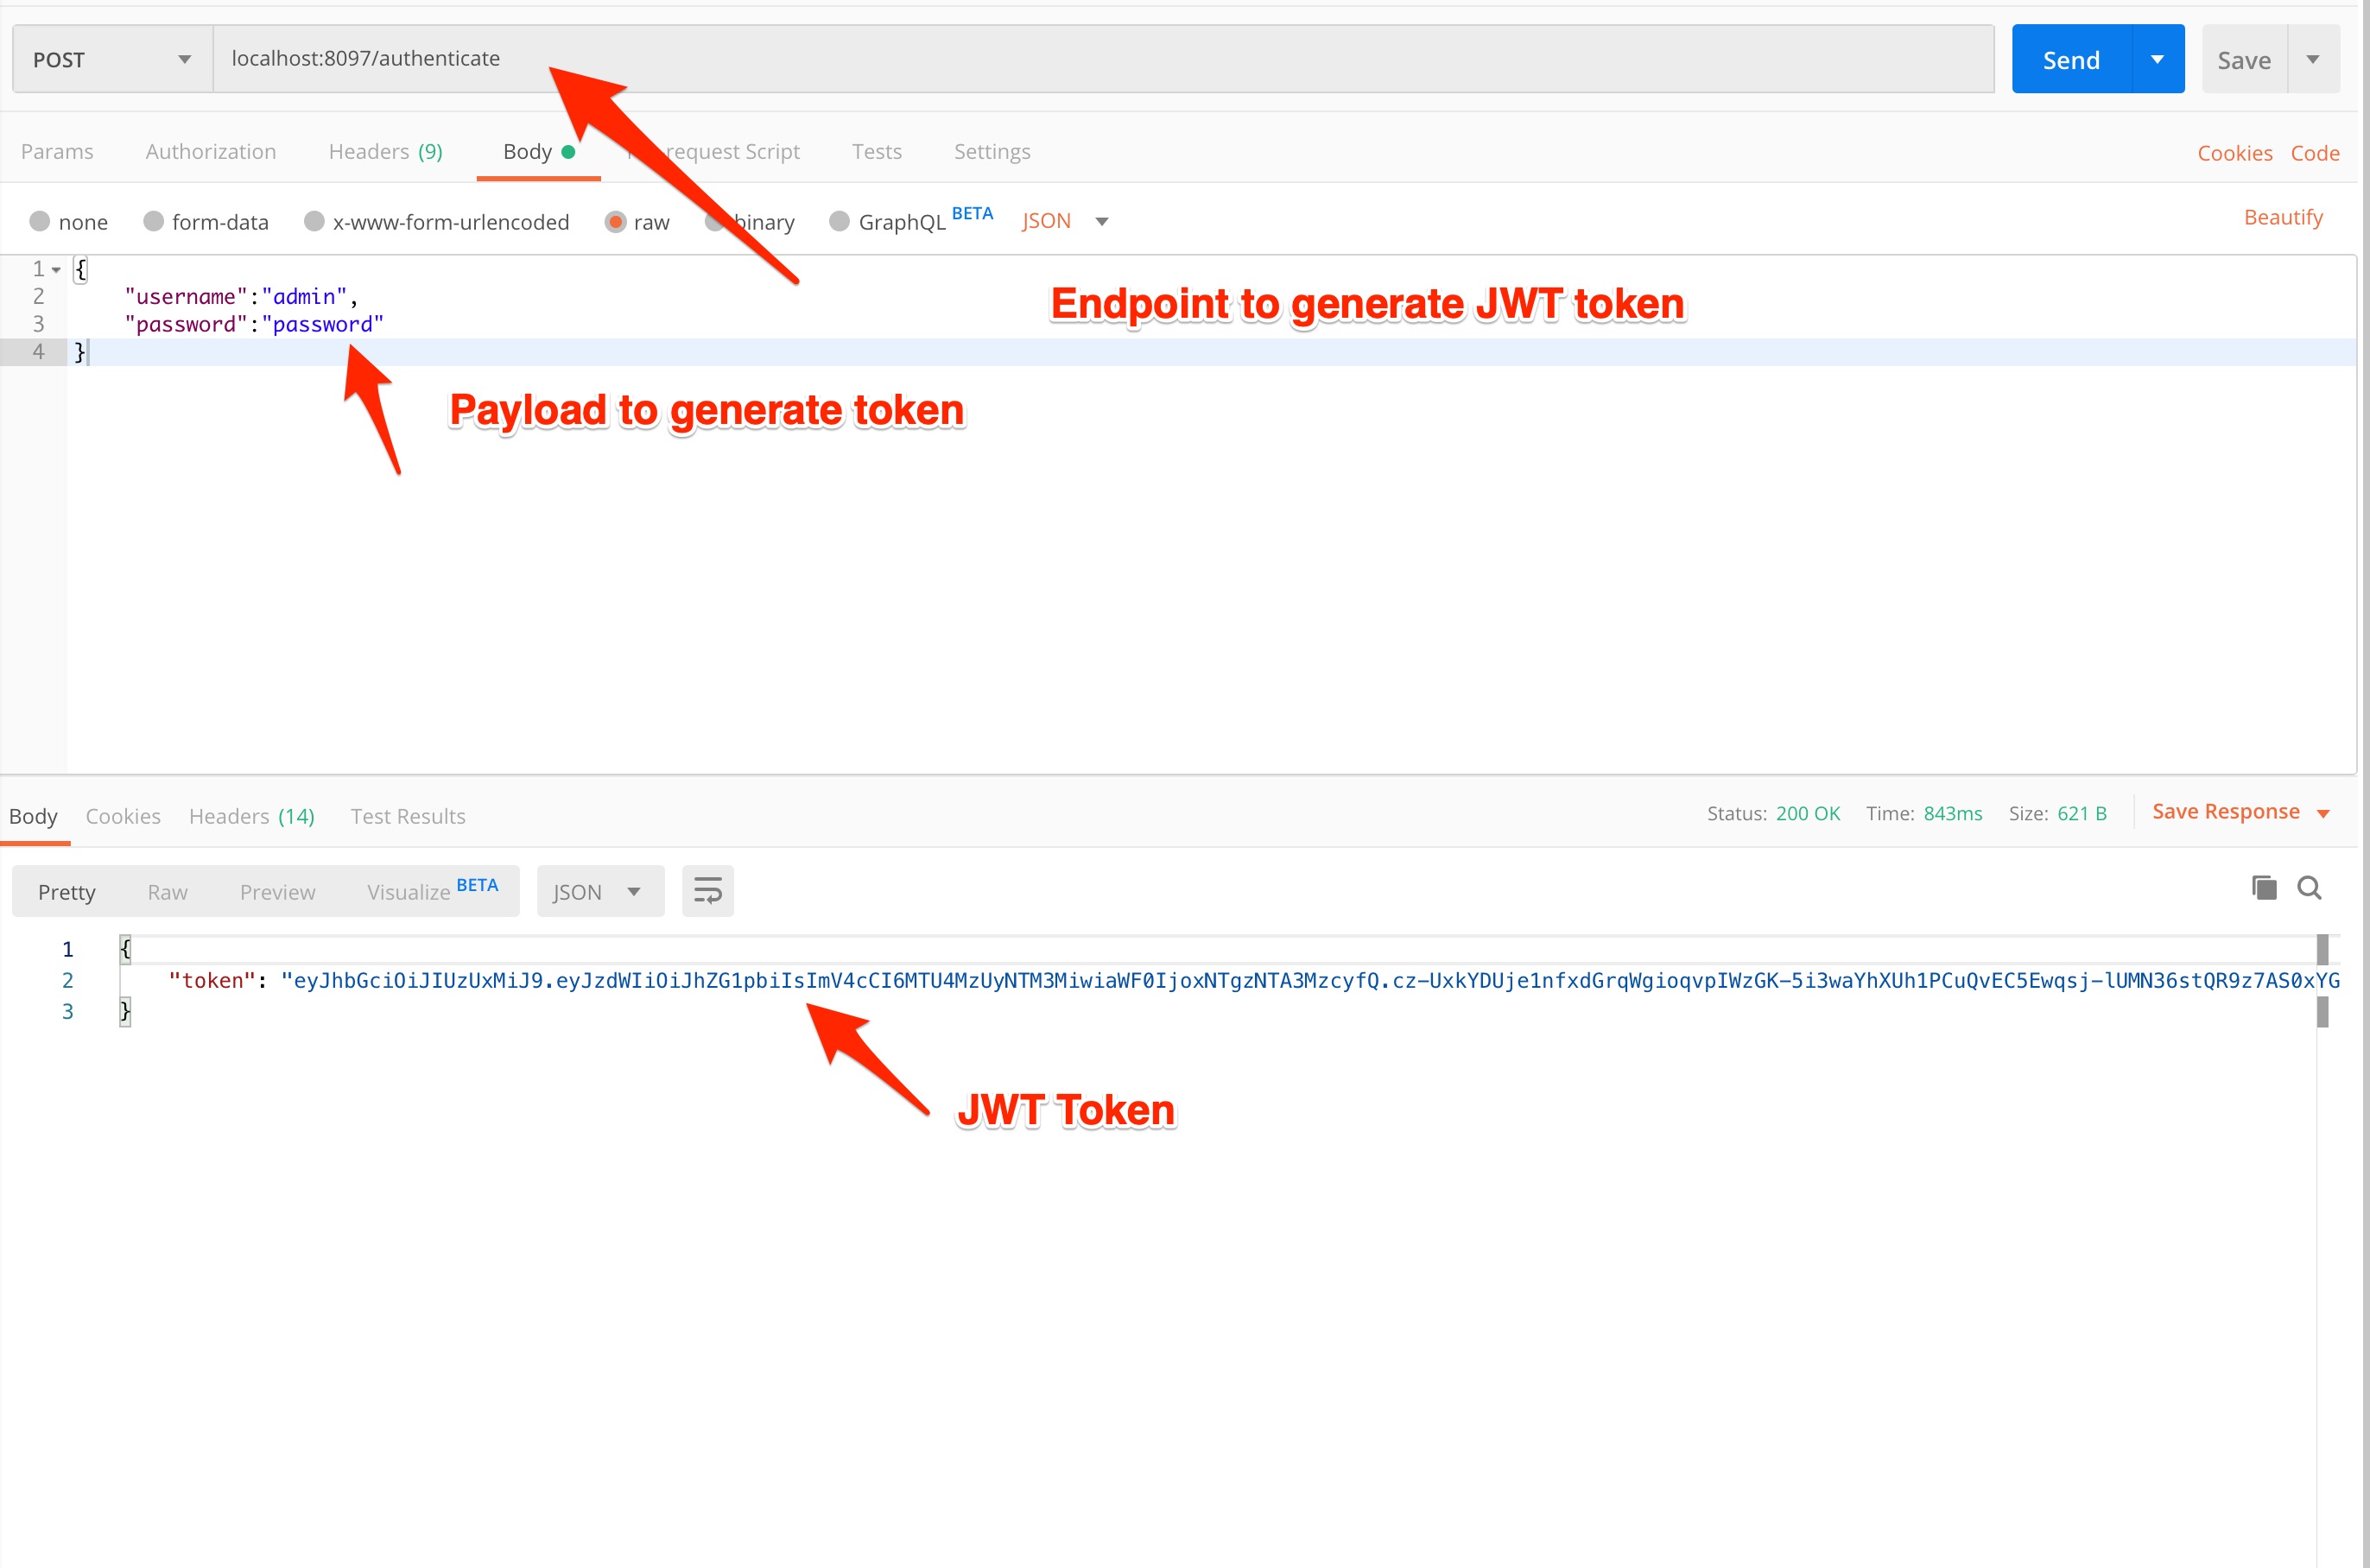 POST localhost:8097/authenticate Send Save
Params Authorization Headers (9) Body request Script Tests Settings Cookies Code
none form-data x-www-form-urlencoded raw binary GraphQL BETA JSON Beautify
1 {
2 "username":"admin",
3 "password":"password"
4 }
Endpoint to generate JWT token
Payload to generate token
Body Cookies Headers (14) Test Results Status: 200 OK Time: 843ms Size: 621 B Save Response
Pretty Raw Preview Visualize BETA JSON
1 {
2 "token": "eyJhbGciOiJIUzUxMiJ9.eyJzdWIiOiJhZG1pbiIsImV4cCI6MTU4MzUyNTM3MiwiaWF0IjoxNTgzNTA3MzcyfQ.cz-UxkYDUje1nfxdGrqWgioqvpIWzGK-5i3waYhXUh1PCuQvEC5Ewqsj-lUMN36stQR9z7AS0xYG
3 }
JWT Token